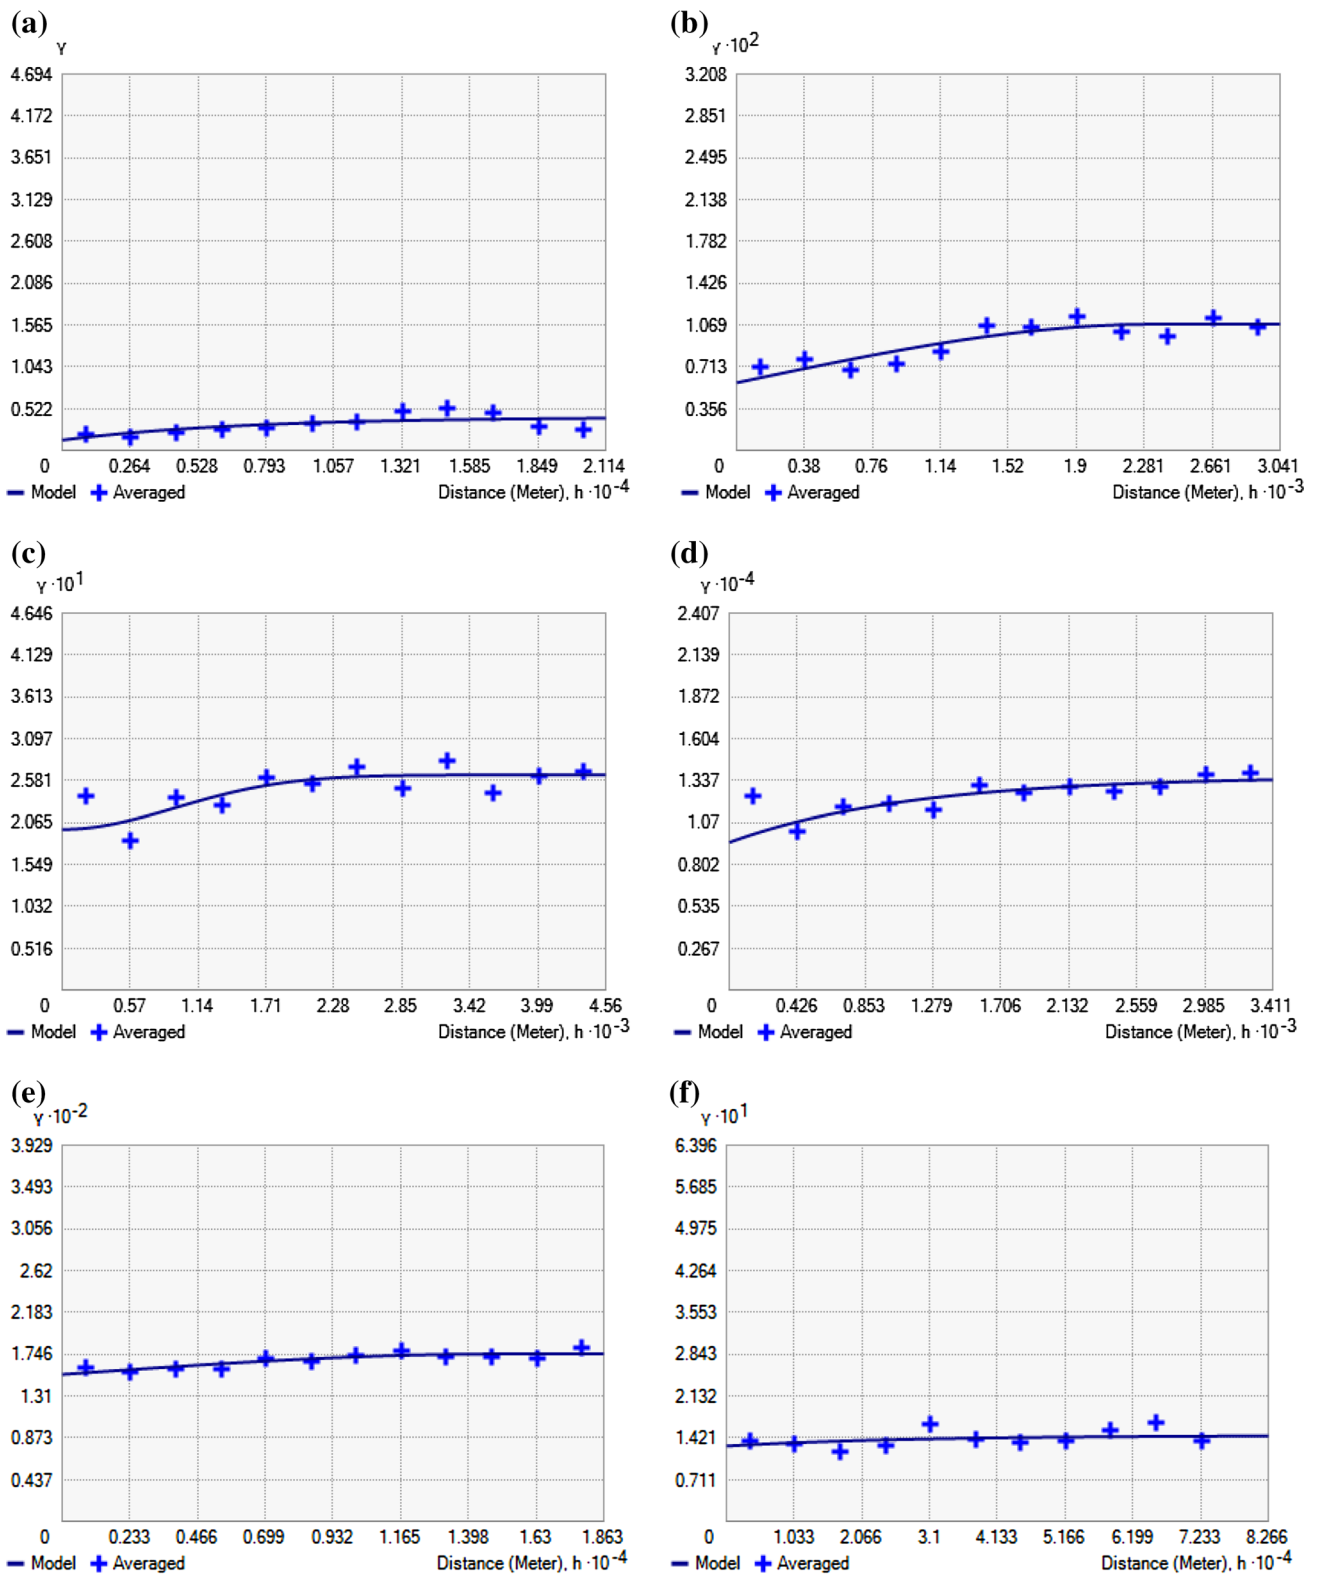 (a)
γ
4.694
4.172
3.651
3.129
2.608
2.086
1.565
1.043
0.522
0 0.264 0.528 0.793 1.057 1.321 1.585 1.849 2.114
Model Averaged Distance (Meter), h ·10-4
(b)
γ ·102
3.208
2.851
2.495
2.138
1.782
1.426
1.069
0.713
0.356
0 0.38 0.76 1.14 1.52 1.9 2.281 2.661 3.041
Model Averaged Distance (Meter), h ·10-3
(c)
γ ·101
4.646
4.129
3.613
3.097
2.581
2.065
1.549
1.032
0.516
0 0.57 1.14 1.71 2.28 2.85 3.42 3.99 4.56
Model Averaged Distance (Meter), h ·10-3
(d)
γ ·10-4
2.407
2.139
1.872
1.604
1.337
1.07
0.802
0.535
0.267
0 0.426 0.853 1.279 1.706 2.132 2.559 2.985 3.411
Model Averaged Distance (Meter), h ·10-3
(e)
γ ·10-2
3.929
3.493
3.056
2.62
2.183
1.746
1.31
0.873
0.437
0 0.233 0.466 0.699 0.932 1.165 1.398 1.63 1.863
Model Averaged Distance (Meter), h ·10-4
(f)
γ ·101
6.396
5.685
4.975
4.264
3.553
2.843
2.132
1.421
0.711
0 1.033 2.066 3.1 4.133 5.166 6.199 7.233 8.266
Model Averaged Distance (Meter), h ·10-4